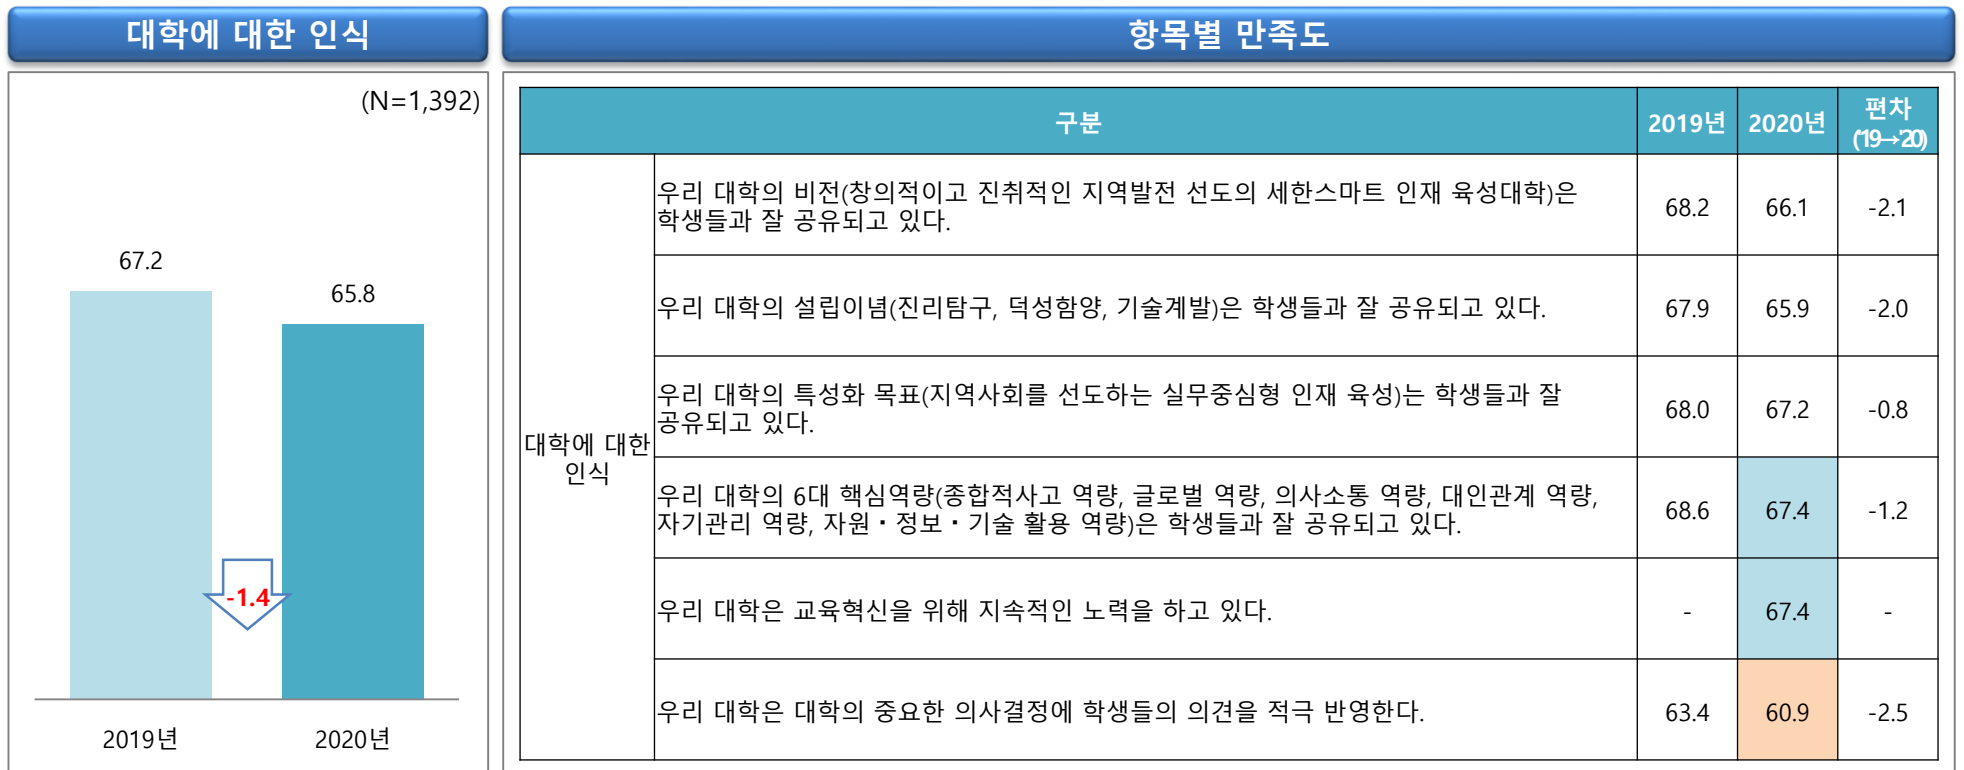 대학에 대한 인식
항목별 만족도
(N=1,392)
67.2
65.8
-1.4
2019년
2020년
구분
2019년
2020년
편차
('19→'20)
대학에 대한
인식
우리 대학의 비전(창의적이고 진취적인 지역발전 선도의 세한스마트 인재 육성대학)은
학생들과 잘 공유되고 있다.
68.2
66.1
-2.1
우리 대학의 설립이념(진리탐구, 덕성함양, 기술계발)은 학생들과 잘 공유되고 있다.
67.9
65.9
-2.0
우리 대학의 특성화 목표(지역사회를 선도하는 실무중심형 인재 육성)는 학생들과 잘
공유되고 있다.
68.0
67.2
-0.8
우리 대학의 6대 핵심역량(종합적사고 역량, 글로벌 역량, 의사소통 역량, 대인관계 역량,
자기관리 역량, 자원·정보·기술 활용 역량)은 학생들과 잘 공유되고 있다.
68.6
67.4
-1.2
우리 대학은 교육혁신을 위해 지속적인 노력을 하고 있다.
-
67.4
-
우리 대학은 대학의 중요한 의사결정에 학생들의 의견을 적극 반영한다.
63.4
60.9
-2.5